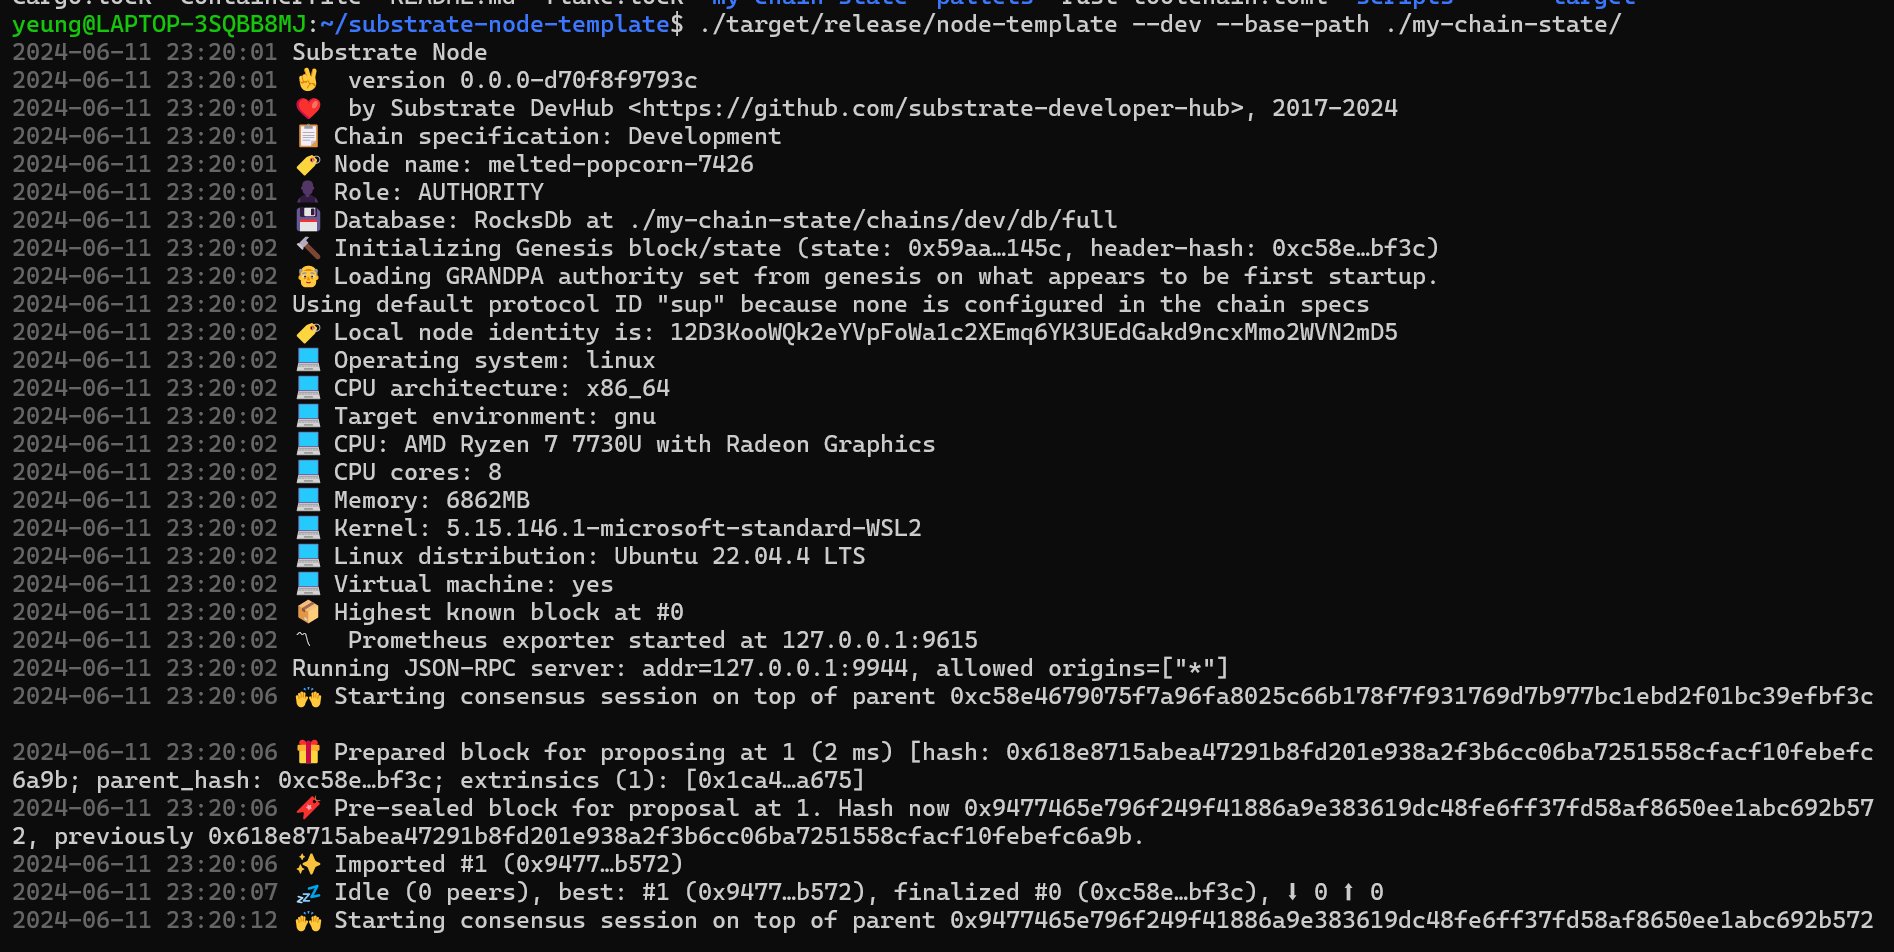 Cargo.lock  Containerfile  README.md  flake.lock  my-chain-state  pallets  rust-toolchain.toml  scripts  target
yeung@LAPTOP-3SQBB8MJ:~/substrate-node-template$ ./target/release/node-template --dev --base-path ./my-chain-state/
2024-06-11 23:20:01 Substrate Node
2024-06-11 23:20:01 ✌️  version 0.0.0-d70f8f9793c
2024-06-11 23:20:01 ❤️  by Substrate DevHub <https://github.com/substrate-developer-hub>, 2017-2024
2024-06-11 23:20:01 📋 Chain specification: Development
2024-06-11 23:20:01 🏷 Node name: melted-popcorn-7426
2024-06-11 23:20:01 👤 Role: AUTHORITY
2024-06-11 23:20:01 💾 Database: RocksDb at ./my-chain-state/chains/dev/db/full
2024-06-11 23:20:02 🔨 Initializing Genesis block/state (state: 0x59aa…145c, header-hash: 0xc58e…bf3c)
2024-06-11 23:20:02 👴 Loading GRANDPA authority set from genesis on what appears to be first startup.
2024-06-11 23:20:02 Using default protocol ID "sup" because none is configured in the chain specs
2024-06-11 23:20:02 🏷 Local node identity is: 12D3KooWQk2eYVpFoWa1c2XEmq6YK3UEdGakd9ncxMmo2WVN2mD5
2024-06-11 23:20:02 💻 Operating system: linux
2024-06-11 23:20:02 💻 CPU architecture: x86_64
2024-06-11 23:20:02 💻 Target environment: gnu
2024-06-11 23:20:02 💻 CPU: AMD Ryzen 7 7730U with Radeon Graphics
2024-06-11 23:20:02 💻 CPU cores: 8
2024-06-11 23:20:02 💻 Memory: 6862MB
2024-06-11 23:20:02 💻 Kernel: 5.15.146.1-microsoft-standard-WSL2
2024-06-11 23:20:02 💻 Linux distribution: Ubuntu 22.04.4 LTS
2024-06-11 23:20:02 💻 Virtual machine: yes
2024-06-11 23:20:02 📦 Highest known block at #0
2024-06-11 23:20:02 〽️  Prometheus exporter started at 127.0.0.1:9615
2024-06-11 23:20:02 Running JSON-RPC server: addr=127.0.0.1:9944, allowed origins=["*"]
2024-06-11 23:20:06 🙌 Starting consensus session on top of parent 0xc58e4679075f7a96fa8025c66b178f7f931769d7b977bc1ebd2f01bc39efbf3c
2024-06-11 23:20:06 🎁 Prepared block for proposing at 1 (2 ms) [hash: 0x618e8715abea47291b8fd201e938a2f3b6cc06ba7251558cfacf10febefc
6a9b; parent_hash: 0xc58e…bf3c; extrinsics (1): [0x1ca4…a675]
2024-06-11 23:20:06 🔖 Pre-sealed block for proposal at 1. Hash now 0x9477465e796f249f41886a9e383619dc48fe6ff37fd58af8650ee1abc692b57
2, previously 0x618e8715abea47291b8fd201e938a2f3b6cc06ba7251558cfacf10febefc6a9b.
2024-06-11 23:20:06 ✨ Imported #1 (0x9477…b572)
2024-06-11 23:20:07 💤 Idle (0 peers), best: #1 (0x9477…b572), finalized #0 (0xc58e…bf3c), ⬇ 0 ⬆ 0
2024-06-11 23:20:12 🙌 Starting consensus session on top of parent 0x9477465e796f249f41886a9e383619dc48fe6ff37fd58af8650ee1abc692b572